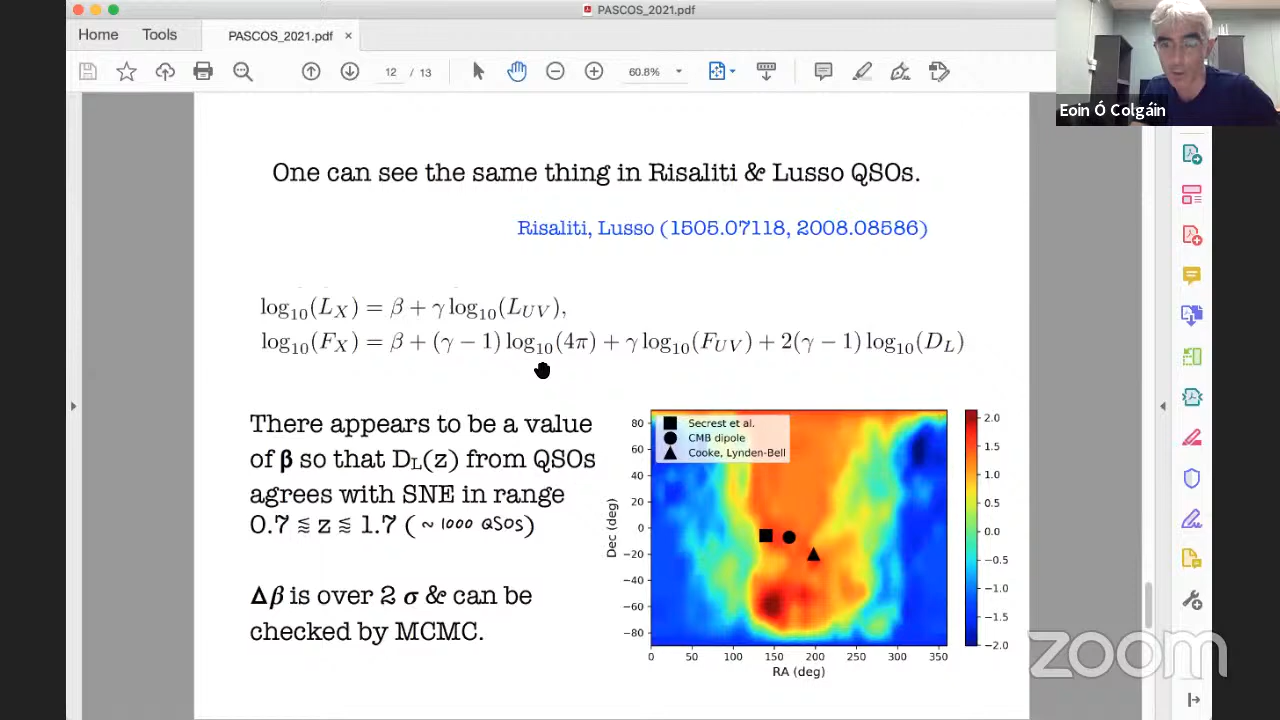 PASCOS_2021.pdf
Home Tools PASCOS_2021.pdf ×
12 / 13 60.8%
Eoin Ó Colgáin
One can see the same thing in Risaliti & Lusso QSOs.
Risaliti, Lusso (1505.07118, 2008.08586)
log₁₀(L_X) = β + γ log₁₀(L_UV),
log₁₀(F_X) = β + (γ − 1) log₁₀(4π) + γ log₁₀(F_UV) + 2(γ − 1) log₁₀(D_L)
There appears to be a value
of β so that D_L(z) from QSOs
agrees with SNE in range
0.7 ≤ z ≤ 1.7 ( ~ 1000 QSOs)
Δβ is over 2 σ & can be
checked by MCMC.
Secrest et al.
CMB dipole
Cooke, Lynden-Bell
Dec (deg)
80
60
40
20
0
−20
−40
−60
−80
0 50 100 150 200 250 300 350
RA (deg)
2.0
1.5
1.0
0.5
0.0
−0.5
−1.0
−1.5
−2.0
zoom